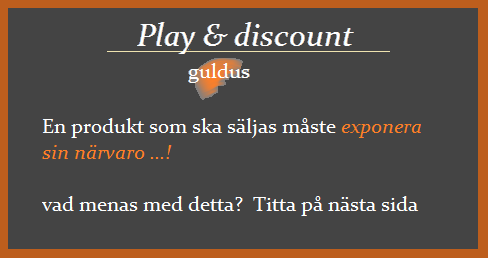 Play & discount
guldus
En produkt som ska säljas måste exponera
sin närvaro ...!
vad menas med detta?  Titta på nästa sida